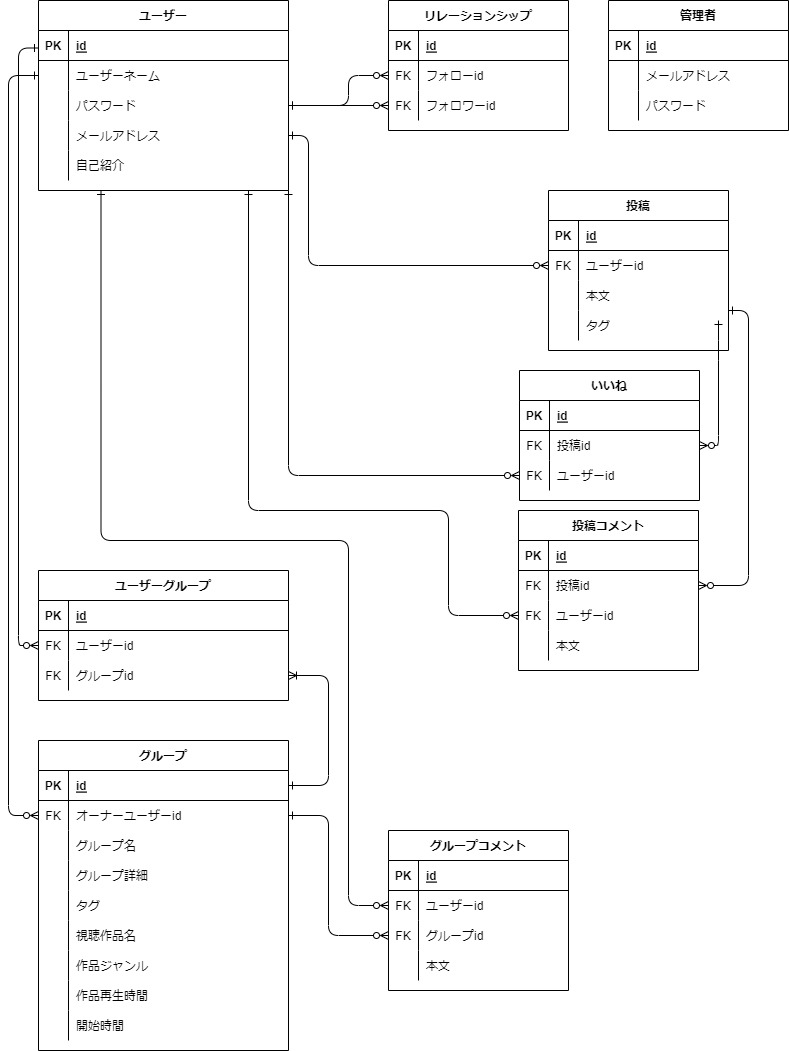 ユーザー
PK id
ユーザーネーム
パスワード
メールアドレス
自己紹介
リレーションシップ
PK id
FK フォローid
FK フォロワーid
管理者
PK id
メールアドレス
パスワード
投稿
PK id
FK ユーザーid
本文
タグ
いいね
PK id
FK 投稿id
FK ユーザーid
投稿コメント
PK id
FK 投稿id
FK ユーザーid
本文
ユーザーグループ
PK id
FK ユーザーid
FK グループid
グループ
PK id
FK オーナーユーザーid
グループ名
グループ詳細
タグ
視聴作品名
作品ジャンル
作品再生時間
開始時間
グループコメント
PK id
FK ユーザーid
FK グループid
本文